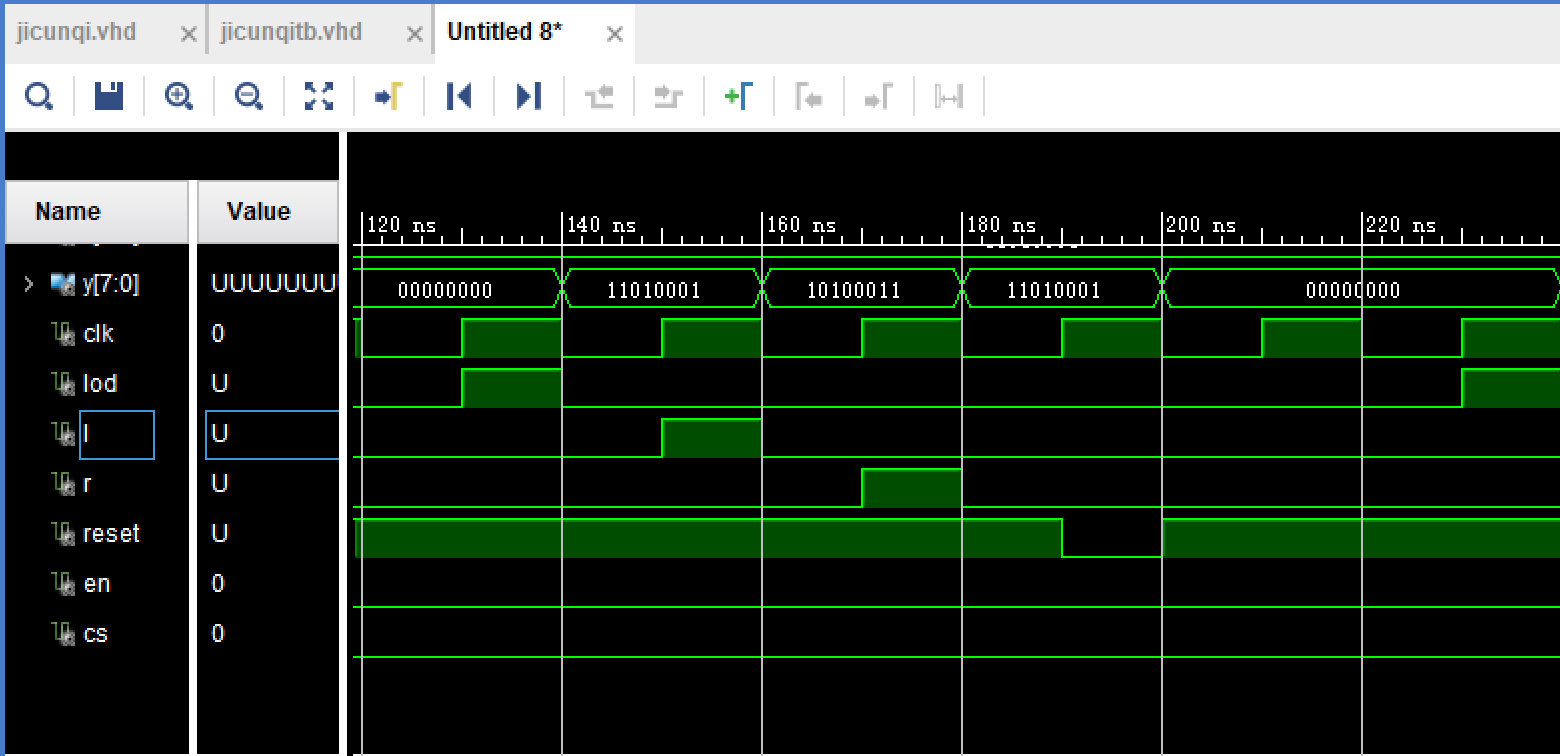 jicunqi.vhd jicunqitb.vhd Untitled 8*
Name Value
120 ns 140 ns 160 ns 180 ns 200 ns 220 ns
y[7:0] UUUUUUUU 00000000 11010001 10100011 11010001 00000000
clk 0
lod U
l U
r U
reset U
en 0
cs 0